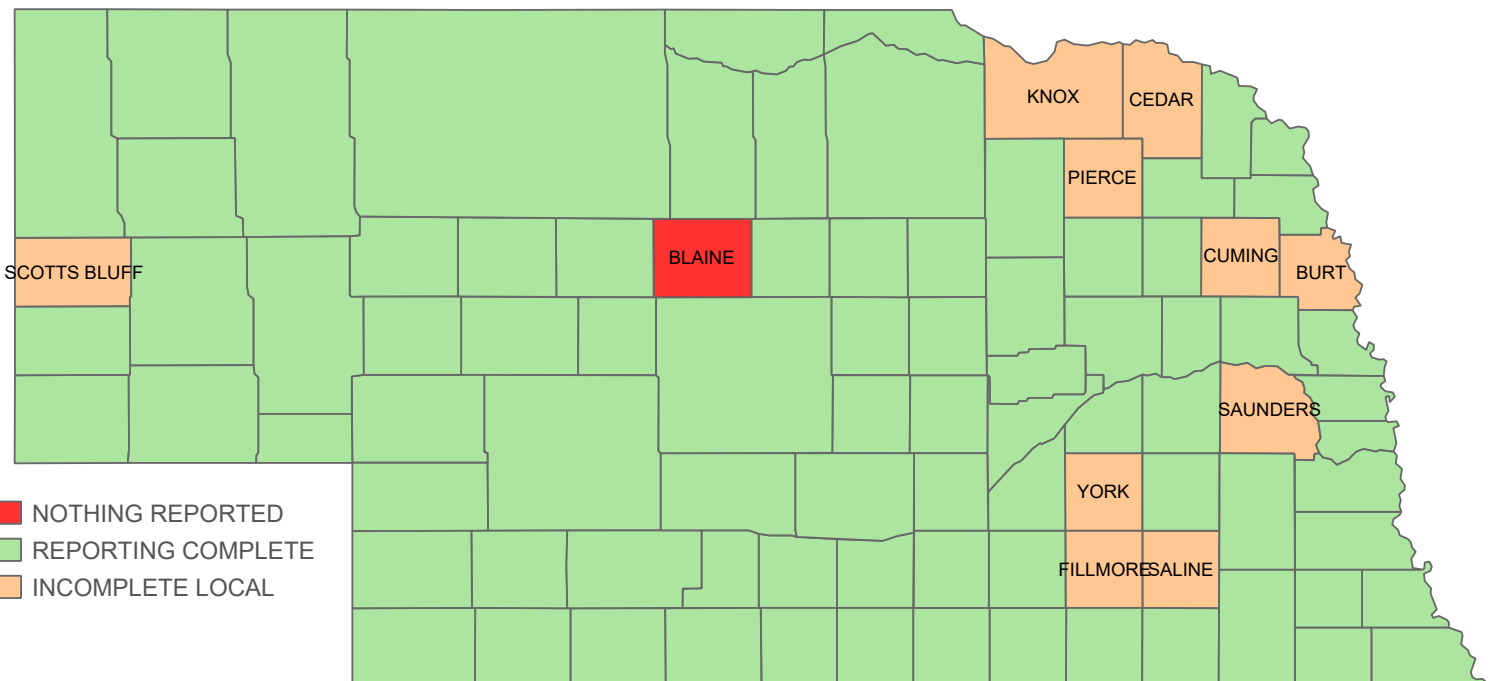 KNOX
CEDAR
PIERCE
CUMING
BLAINE
SCOTTS BLUFF
BURT
SAUNDERS
YORK
NOTHING REPORTED
REPORTING COMPLETE
FILLMORE
SALINE
INCOMPLETE LOCAL